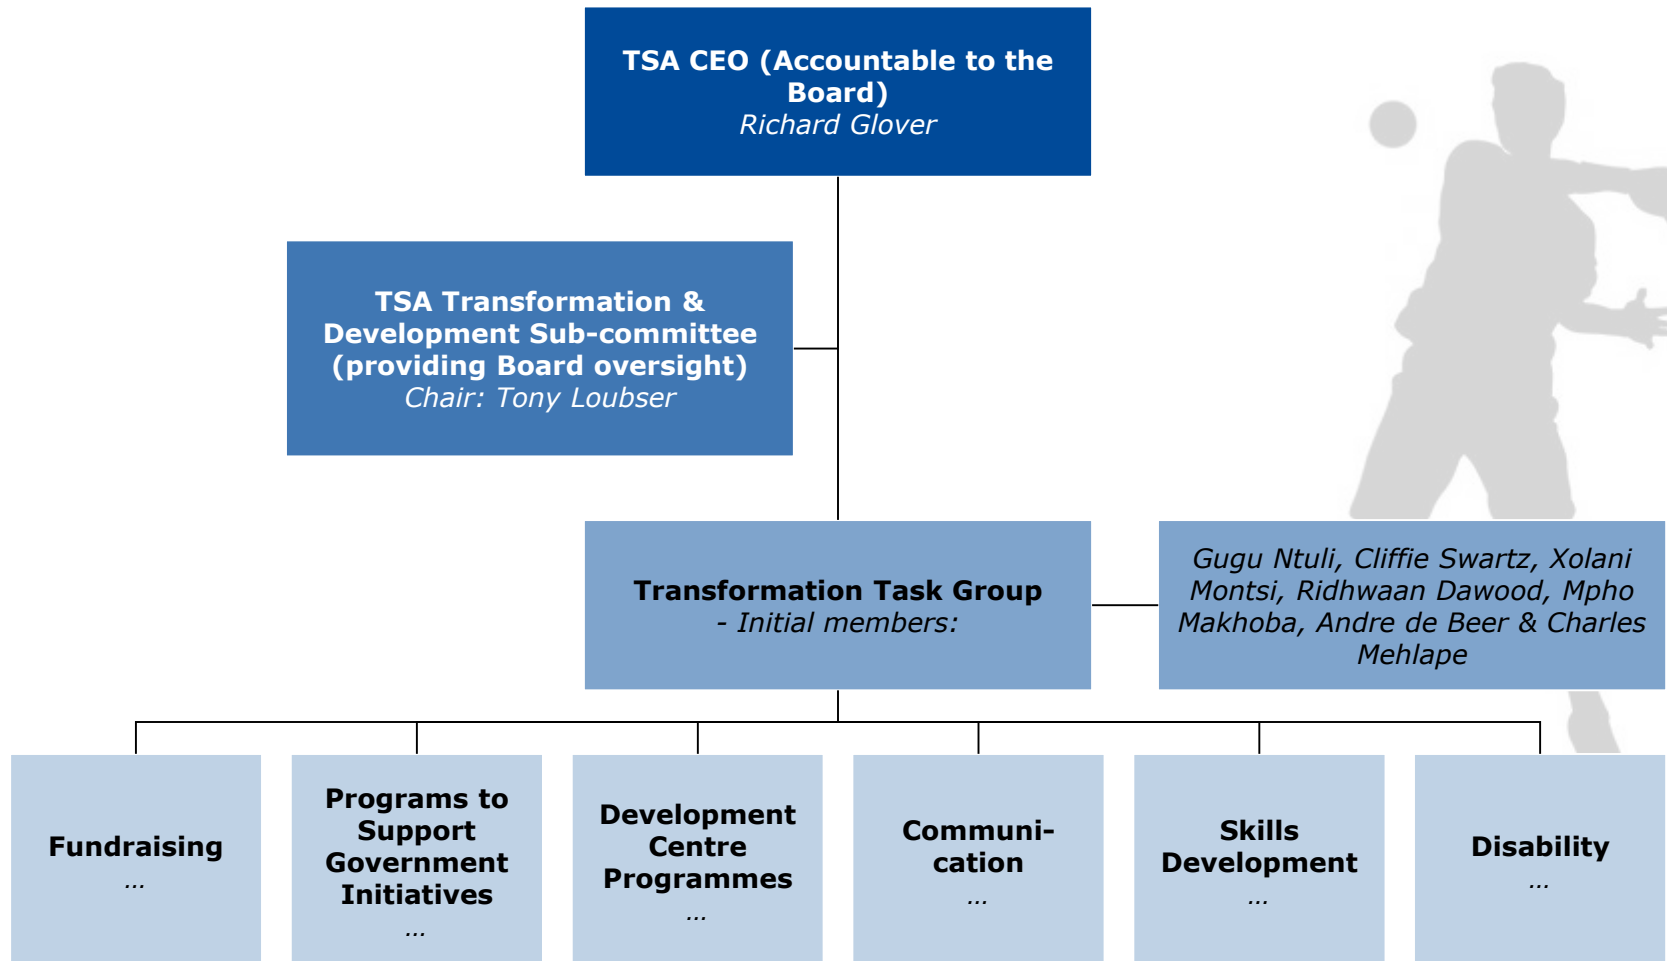 TSA CEO (Accountable to the
Board)
Richard Glover
TSA Transformation &
Development Sub-committee
(providing Board oversight)
Chair: Tony Loubser
Transformation Task Group
- Initial members:
Gugu Ntuli, Cliffie Swartz, Xolani
Montsi, Ridhwaan Dawood, Mpho
Makhoba, Andre de Beer & Charles
Mehlape
Fundraising
...
Programs to
Support
Government
Initiatives
...
Development
Centre
Programmes
...
Communi-
cation
...
Skills
Development
...
Disability
...